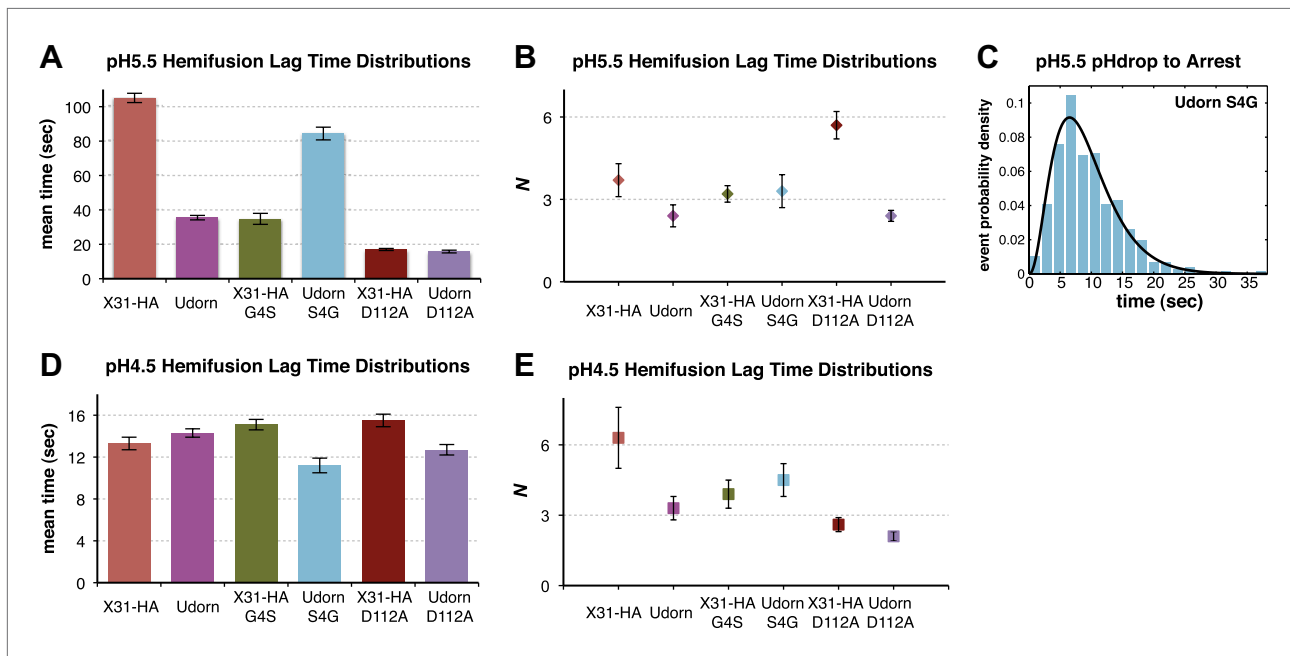 A
pH5.5 Hemifusion Lag Time Distributions
mean time (sec)
100
80
60
40
20
0
X31-HA
Udorn
X31-HA
G4S
Udorn
S4G
X31-HA
D112A
Udorn
D112A
B
pH5.5 Hemifusion Lag Time Distributions
N
6
3
0
X31-HA
Udorn
X31-HA
G4S
Udorn
S4G
X31-HA
D112A
Udorn
D112A
C
pH5.5 pHdrop to Arrest
Udorn S4G
event probability density
0.1
0.08
0.06
0.04
0.02
0
0 5 10 15 20 25 30 35
time (sec)
D
pH4.5 Hemifusion Lag Time Distributions
mean time (sec)
16
12
8
4
0
X31-HA
Udorn
X31-HA
G4S
Udorn
S4G
X31-HA
D112A
Udorn
D112A
E
pH4.5 Hemifusion Lag Time Distributions
N
6
3
0
X31-HA
Udorn
X31-HA
G4S
Udorn
S4G
X31-HA
D112A
Udorn
D112A